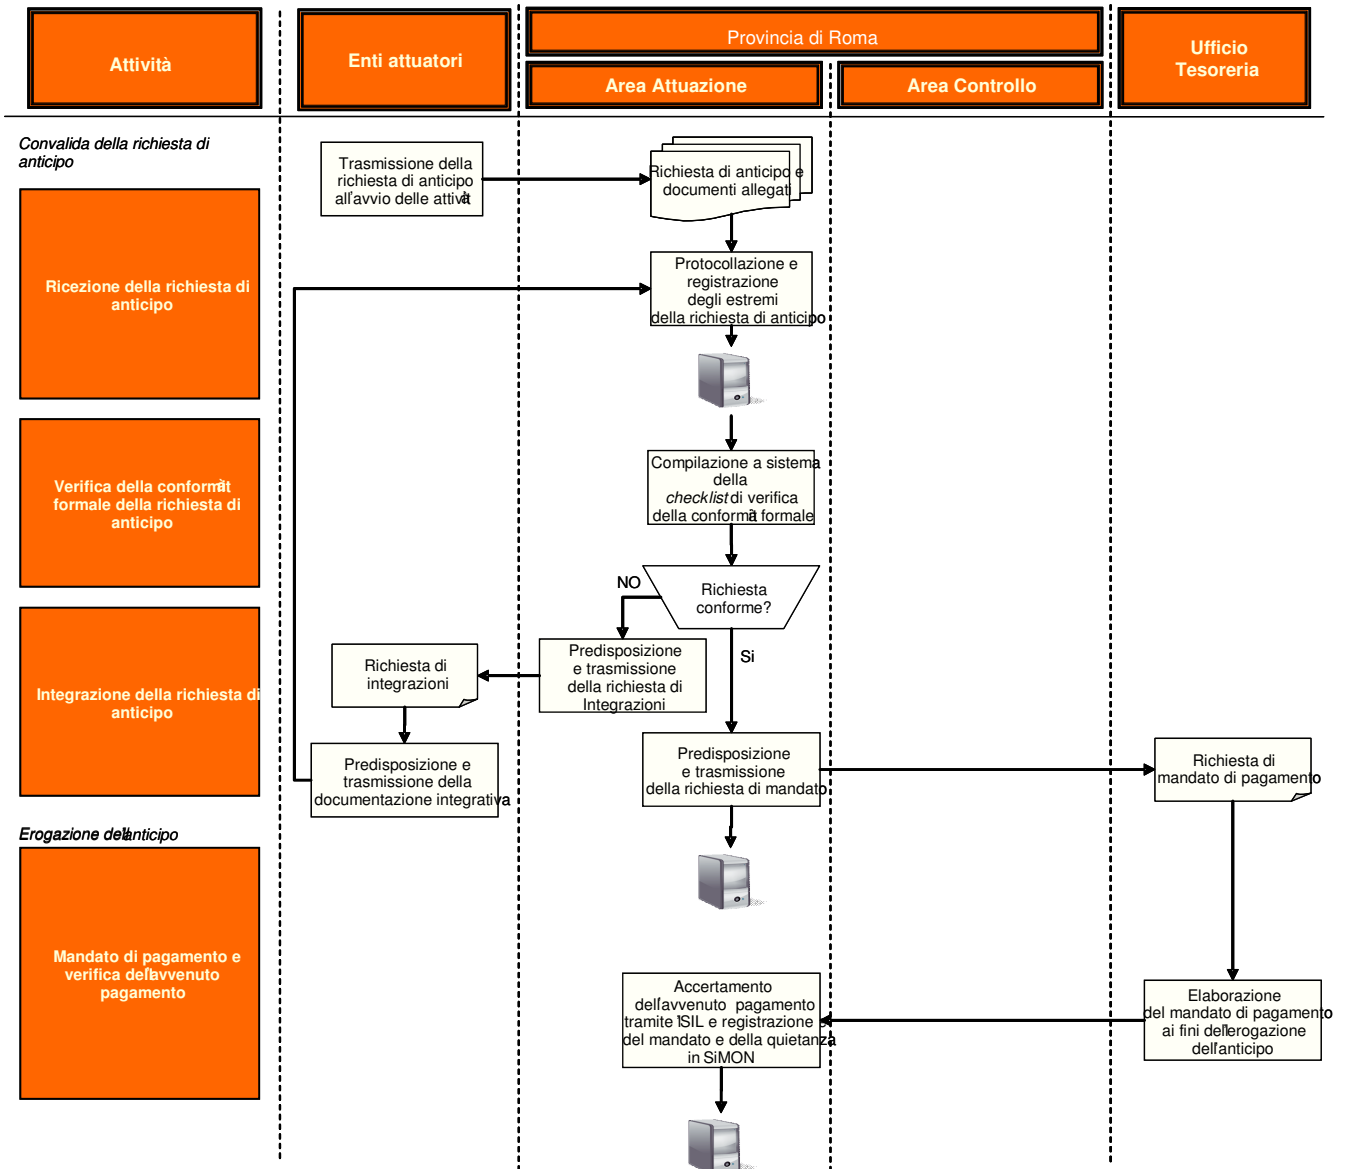 Attività
Enti attuatori
Provincia di Roma
Area Attuazione
Area Controllo
Ufficio
Tesoreria
Convalida della richiesta di
anticipo
Trasmissione della
richiesta di anticipo
all'avvio delle attività
Richiesta di anticipo e
documenti allegati
Ricezione della richiesta di
anticipo
Protocollazione e
registrazione
degli estremi
della richiesta di anticipo
Verifica della conformità
formale della richiesta di
anticipo
Compilazione a sistema
della
checklist di verifica
della conformità formale
Richiesta
conforme?
NO
Si
Integrazione della richiesta di
anticipo
Richiesta di
integrazioni
Predisposizione
e trasmissione
della richiesta di
Integrazioni
Predisposizione e
trasmissione della
documentazione integrativa
Predisposizione
e trasmissione
della richiesta di mandato
Richiesta di
mandato di pagamento
Erogazione dell'anticipo
Mandato di pagamento e
verifica dell'avvenuto
pagamento
Accertamento
dell'avvenuto pagamento
tramite SIL e registrazione
del mandato e della quietanza
in SiMON
Elaborazione
del mandato di pagamento
ai fini dell'erogazione
dell'anticipo